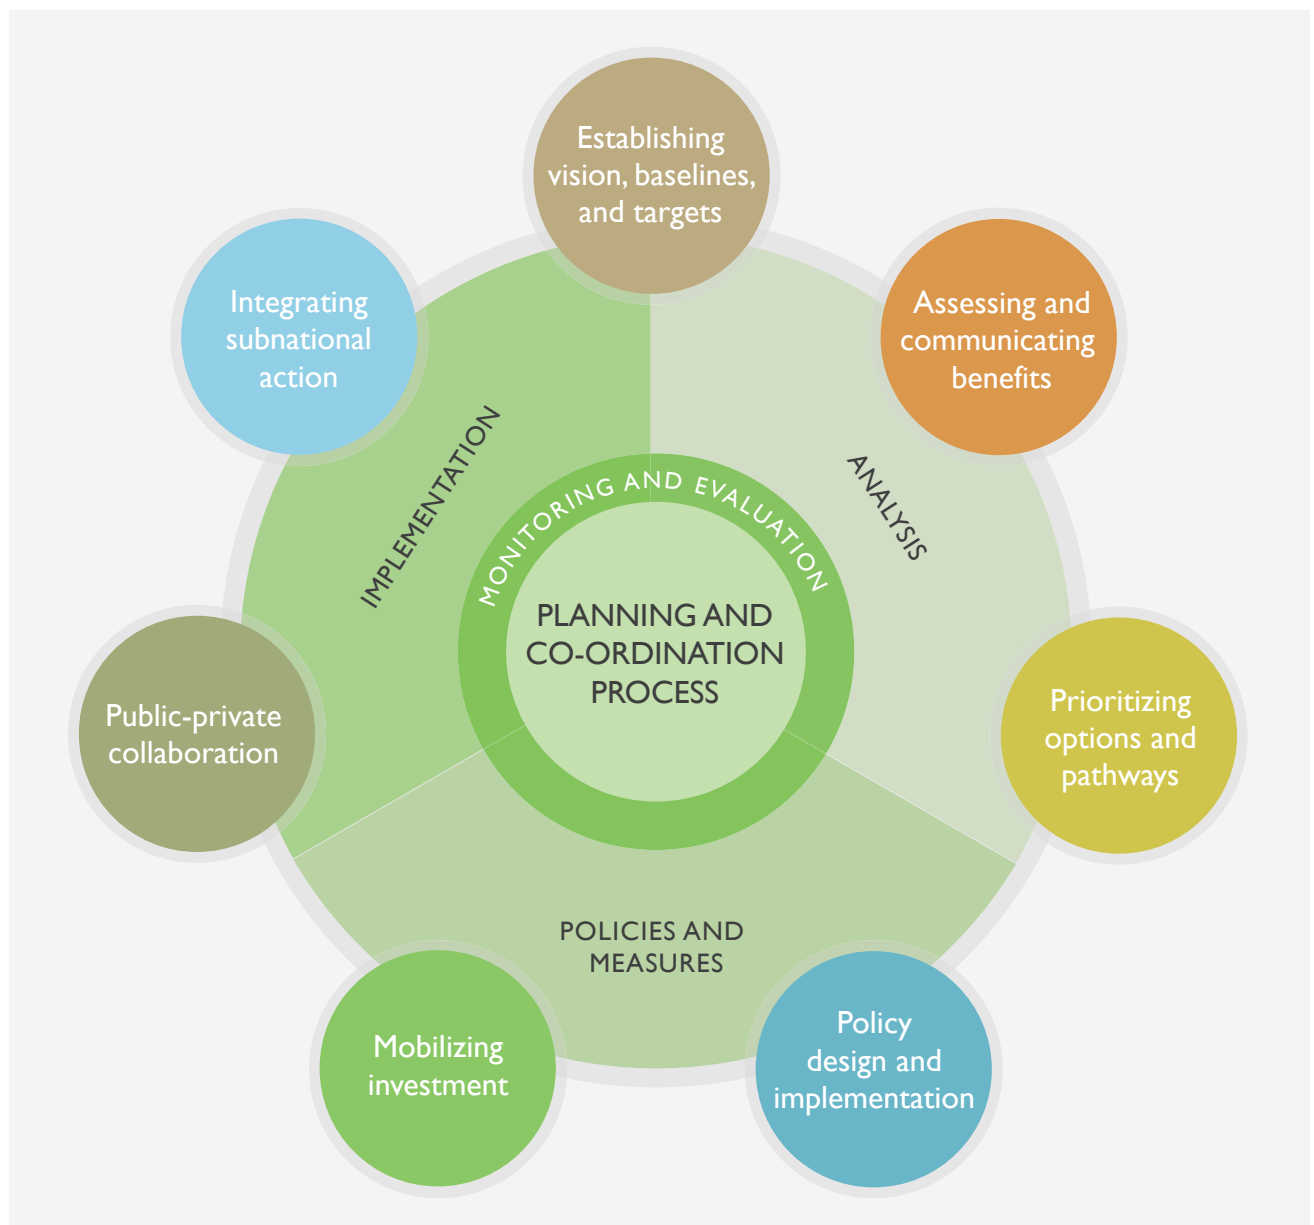 Establishing
vision, baselines,
and targets
Integrating
subnational
action
Assessing and
communicating
benefits
IMPLEMENTATION
ANALYSIS
MONITORING AND EVALUATION
PLANNING AND
CO-ORDINATION
PROCESS
Public-private
collaboration
Prioritizing
options and
pathways
POLICIES AND
MEASURES
Mobilizing
investment
Policy
design and
implementation